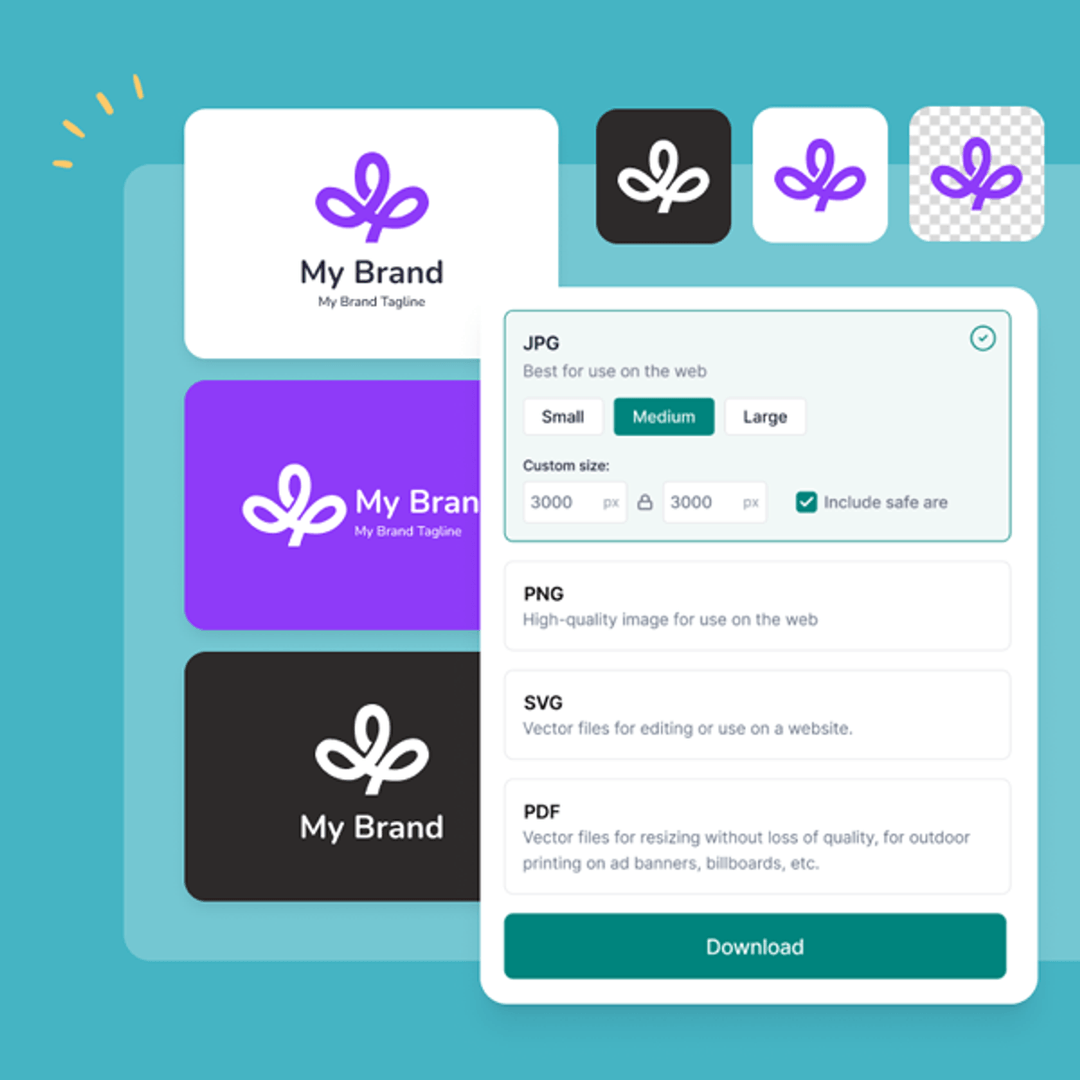 My Brand
My Brand Tagline
My Bran
My Brand Tagline
My Brand
JPG
Best for use on the web
Small Medium Large
Custom size:
3000 px 3000 px Include safe are
PNG
High-quality image for use on the web
SVG
Vector files for editing or use on a website.
PDF
Vector files for resizing without loss of quality, for outdoor
printing on ad banners, billboards, etc.
Download